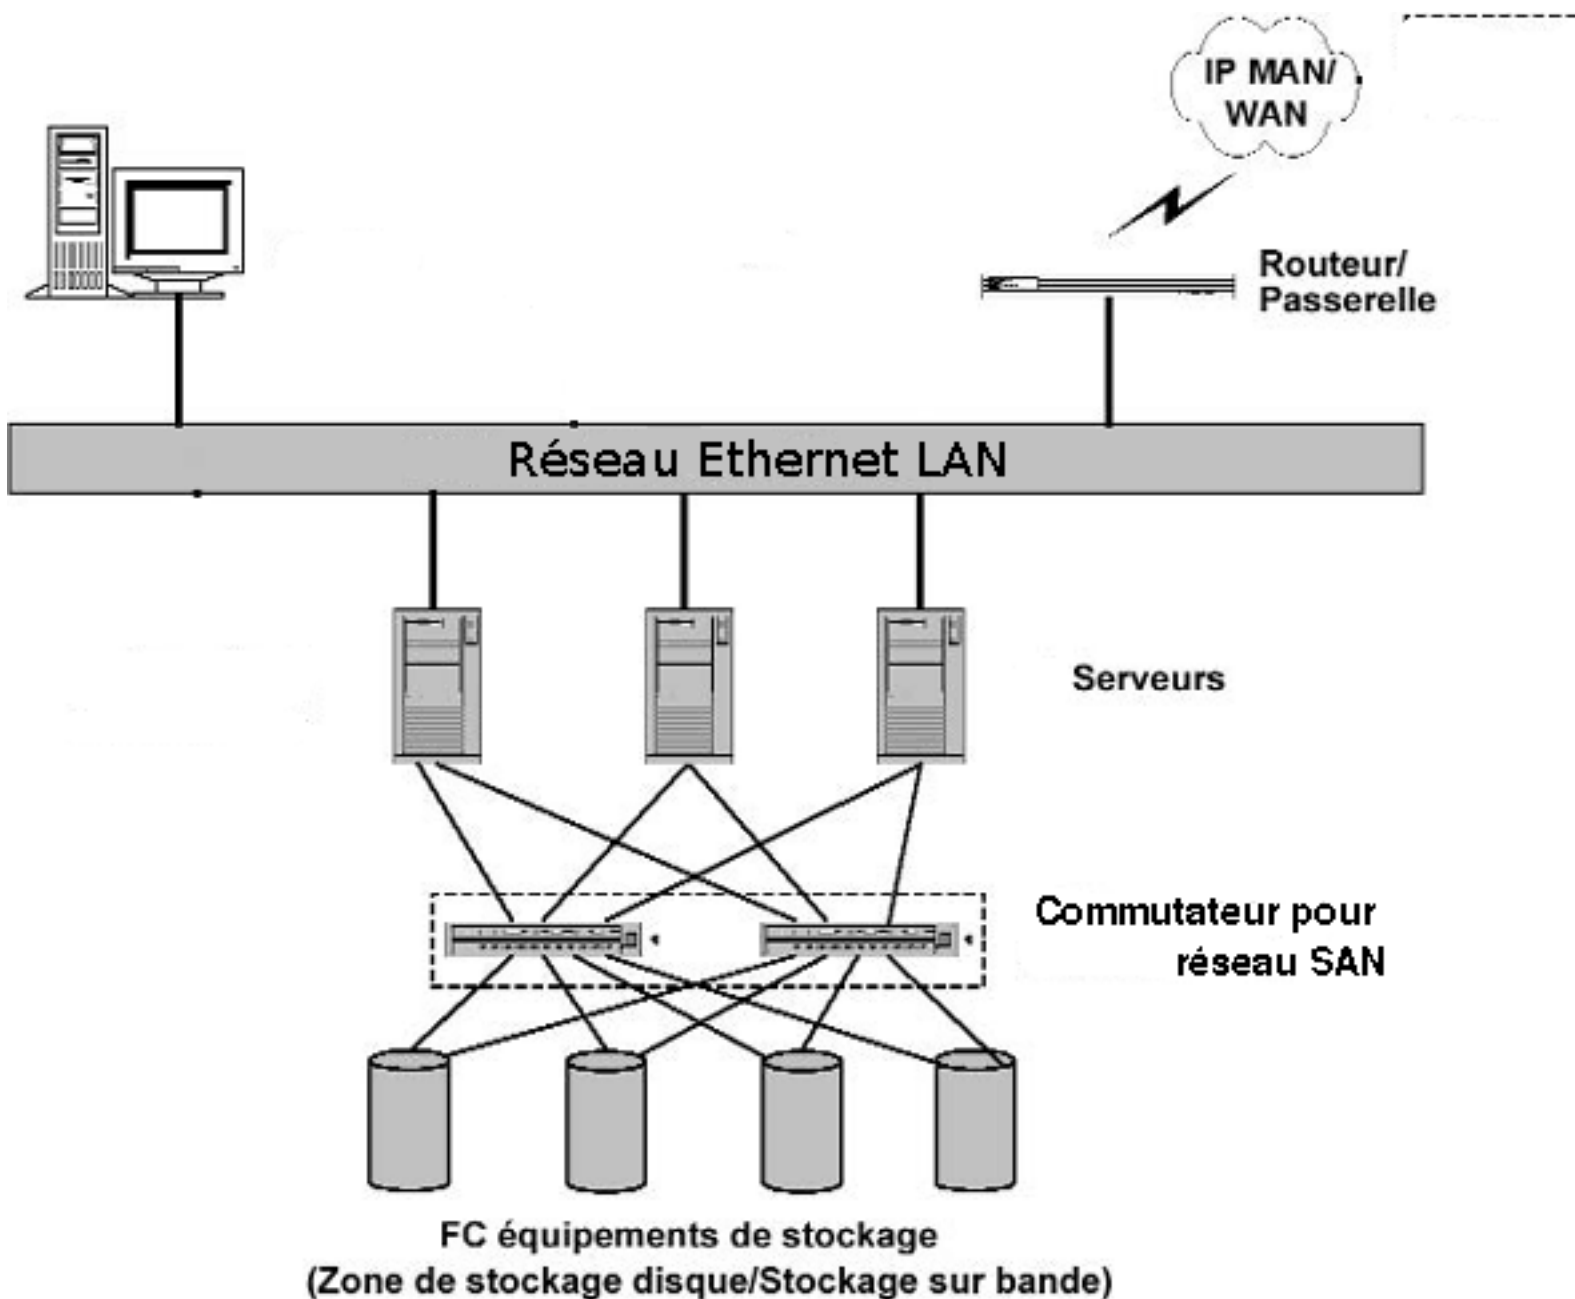 IP MAN/
WAN
Routeur/
Passerelle
Réseau Ethernet LAN
Serveurs
Commutateur pour
réseau SAN
FC équipements de stockage
(Zone de stockage disque/Stockage sur bande)